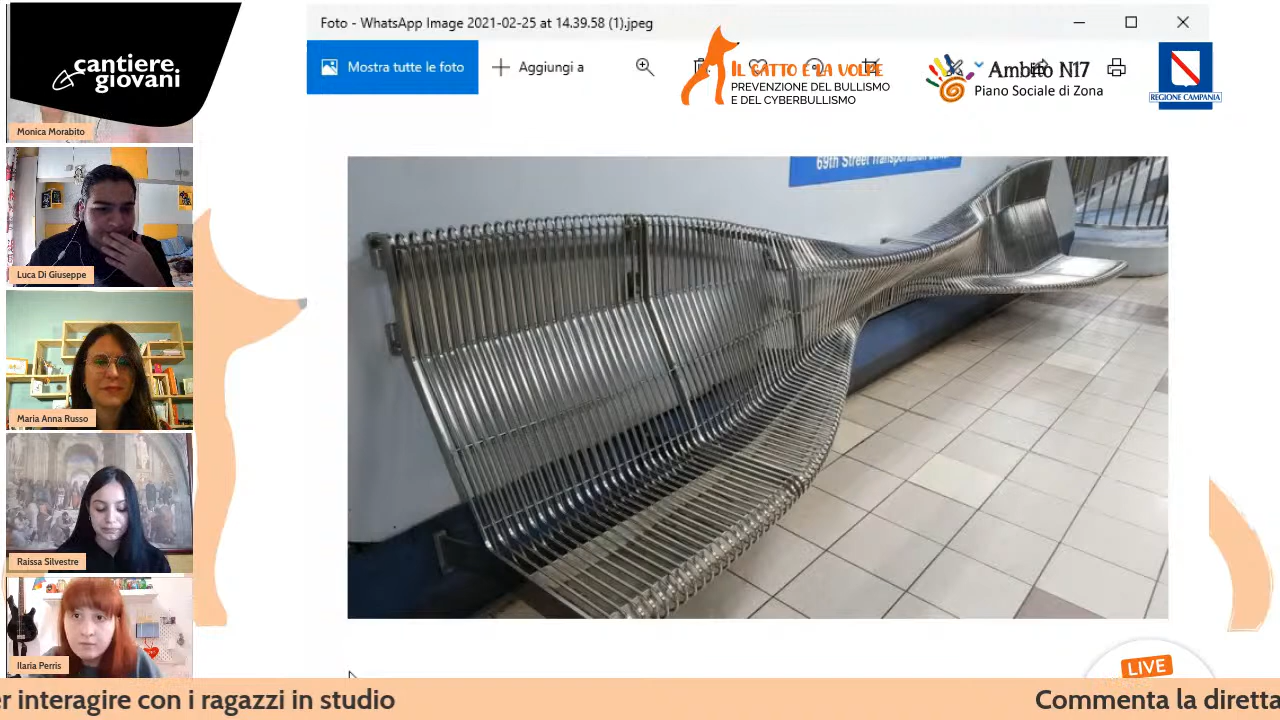 Foto - WhatsApp Image 2021-02-25 at 14.39.58 (1).jpeg
Mostra tutte le foto
Aggiungi a
cantiere
giovani
IL GATTO E LA VOLPE
PREVENZIONE DEL BULLISMO
E DEL CYBERBULLISMO
Ambito N17
Piano Sociale di Zona
REGIONE CAMPANIA
Monica Morabito
69th Street Transportation
Luca Di Giuseppe
Maria Anna Russo
Raissa Silvestre
Ilaria Perris
LIVE
er interagire con i ragazzi in studio
Commenta la diretta